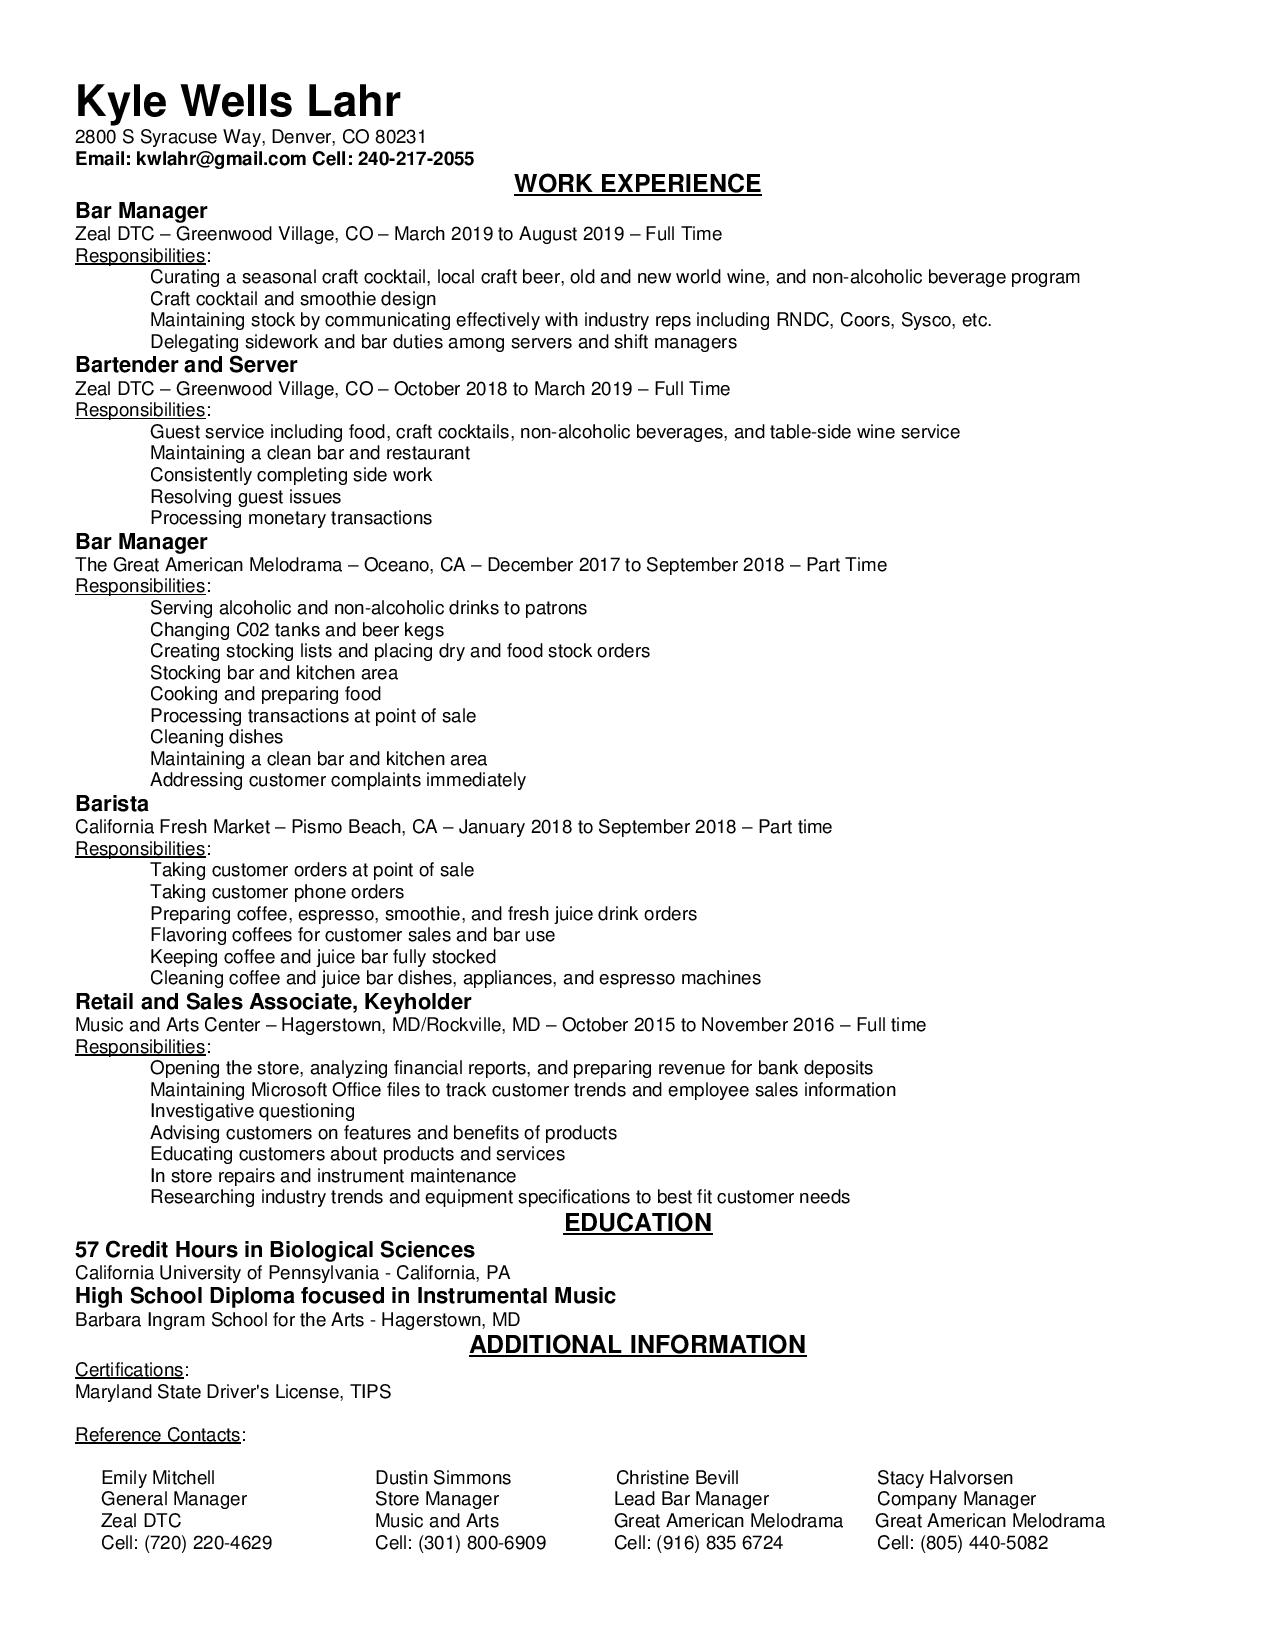 Kyle Wells Lahr
2800 S Syracuse Way, Denver, CO 80231
Email: kwlahr@gmail.com Cell: 240-217-2055
WORK EXPERIENCE
Bar Manager
Zeal DTC – Greenwood Village, CO – March 2019 to August 2019 – Full Time
Responsibilities:
Curating a seasonal craft cocktail, local craft beer, old and new world wine, and non-alcoholic beverage program
Craft cocktail and smoothie design
Maintaining stock by communicating effectively with industry reps including RNDC, Coors, Sysco, etc.
Delegating sidework and bar duties among servers and shift managers
Bartender and Server
Zeal DTC – Greenwood Village, CO – October 2018 to March 2019 – Full Time
Responsibilities:
Guest service including food, craft cocktails, non-alcoholic beverages, and table-side wine service
Maintaining a clean bar and restaurant
Consistently completing side work
Resolving guest issues
Processing monetary transactions
Bar Manager
The Great American Melodrama – Oceano, CA – December 2017 to September 2018 – Part Time
Responsibilities:
Serving alcoholic and non-alcoholic drinks to patrons
Changing C02 tanks and beer kegs
Creating stocking lists and placing dry and food stock orders
Stocking bar and kitchen area
Cooking and preparing food
Processing transactions at point of sale
Cleaning dishes
Maintaining a clean bar and kitchen area
Addressing customer complaints immediately
Barista
California Fresh Market – Pismo Beach, CA – January 2018 to September 2018 – Part time
Responsibilities:
Taking customer orders at point of sale
Taking customer phone orders
Preparing coffee, espresso, smoothie, and fresh juice drink orders
Flavoring coffees for customer sales and bar use
Keeping coffee and juice bar fully stocked
Cleaning coffee and juice bar dishes, appliances, and espresso machines
Retail and Sales Associate, Keyholder
Music and Arts Center – Hagerstown, MD/Rockville, MD – October 2015 to November 2016 – Full time
Responsibilities:
Opening the store, analyzing financial reports, and preparing revenue for bank deposits
Maintaining Microsoft Office files to track customer trends and employee sales information
Investigative questioning
Advising customers on features and benefits of products
Educating customers about products and services
In store repairs and instrument maintenance
Researching industry trends and equipment specifications to best fit customer needs
EDUCATION
57 Credit Hours in Biological Sciences
California University of Pennsylvania - California, PA
High School Diploma focused in Instrumental Music
Barbara Ingram School for the Arts - Hagerstown, MD
ADDITIONAL INFORMATION
Certifications:
Maryland State Driver's License, TIPS
Reference Contacts:
Emily Mitchell Dustin Simmons Christine Bevill Stacy Halvorsen
General Manager Store Manager Lead Bar Manager Company Manager
Zeal DTC Music and Arts Great American Melodrama Great American Melodrama
Cell: (720) 220-4629 Cell: (301) 800-6909 Cell: (916) 835 6724 Cell: (805) 440-5082